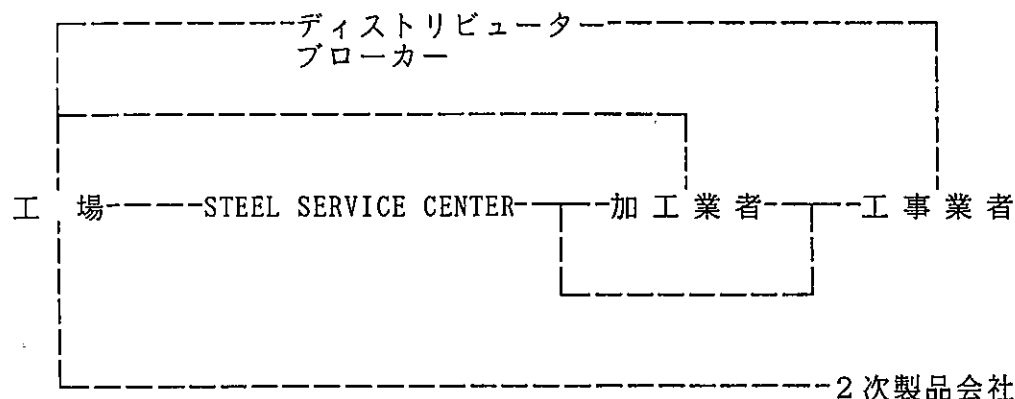 ディストリビュータ
ブローカー
工 場 STEEL SERVICE CENTER 加工業者 工事業者
2次製品会社